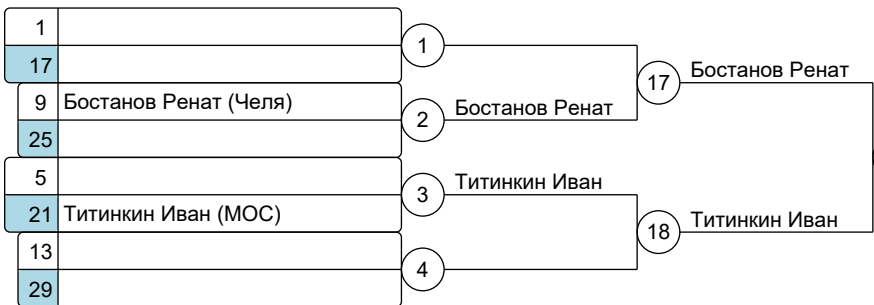 1
17
1
9 Бостанов Ренат (Челя)
25
2
Бостанов Ренат
17
Бостанов Ренат
5
21 Титинкин Иван (МОС)
3
Титинкин Иван
13
29
4
18
Титинкин Иван